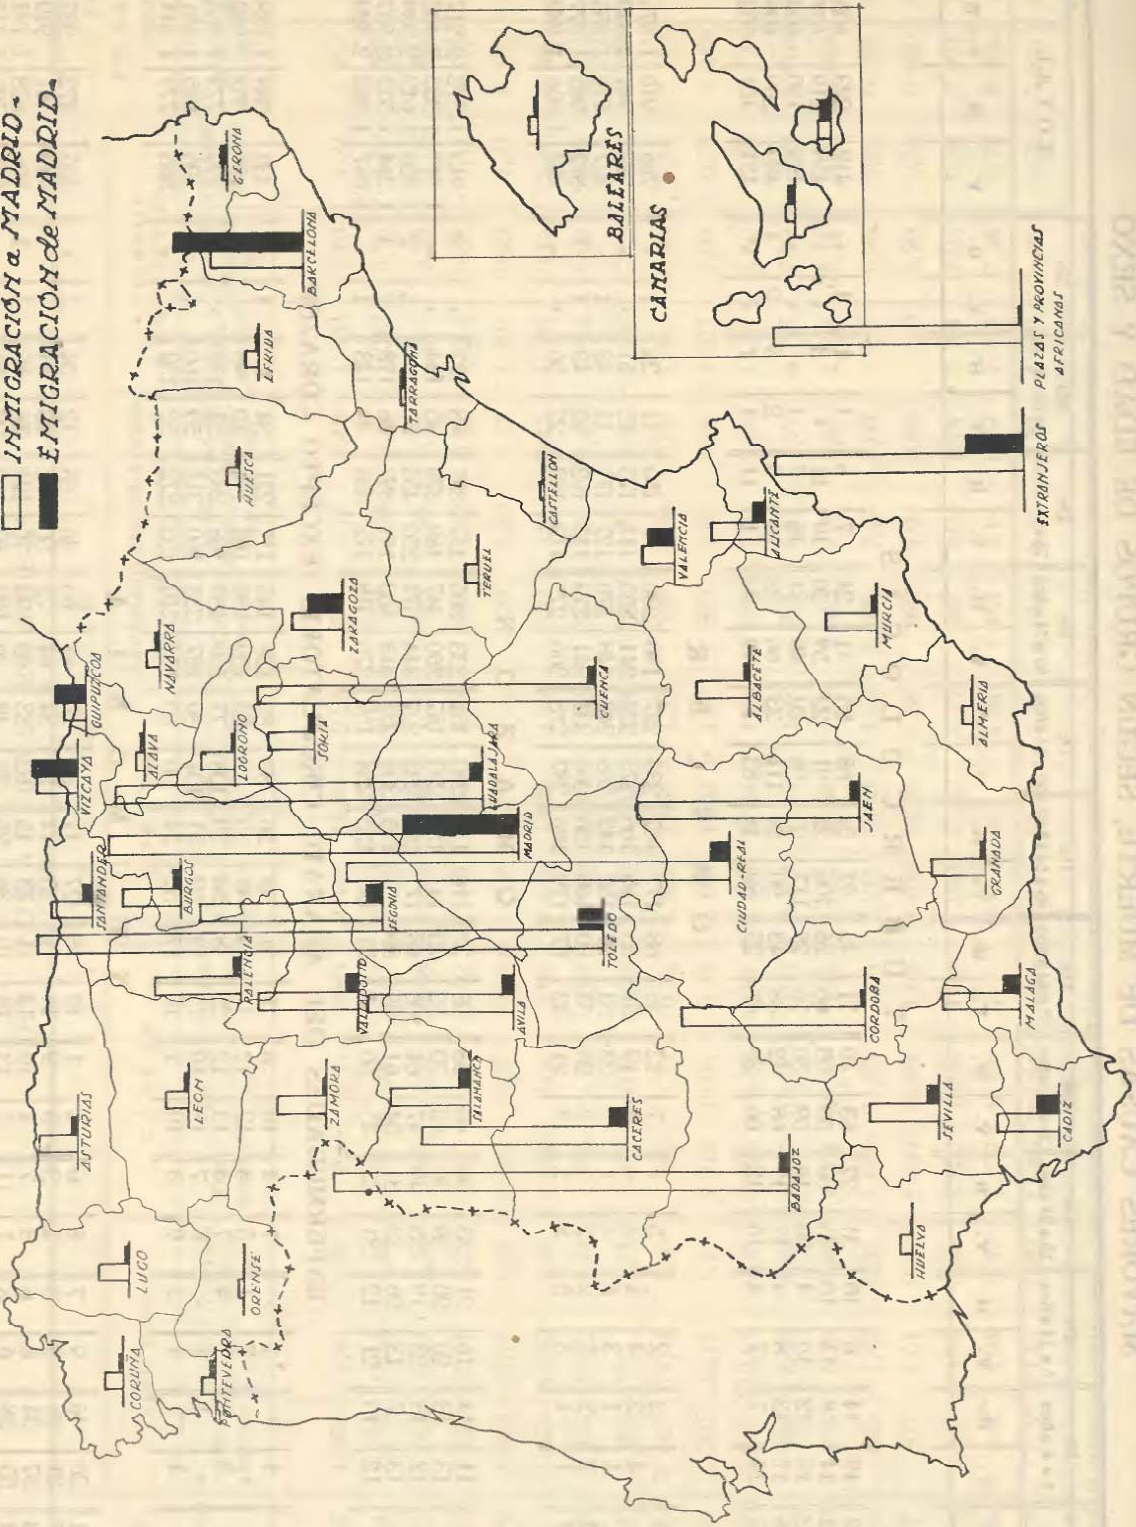 INMIGRACIÓN a MADRID-
EMIGRACION de MADRID-
CORUÑA
LUGO
PONTEVEDRA
ORENSE
ASTURIAS
LEON
ZAMORA
SANTANDER
BURGOS
PALENCIA
VALLADOLID
SEGOVIA
AVILA
SALAMANCA
VIZCAYA
GUIPUZCOA
ALAVA
NAVARRA
LOGROÑO
SORIA
ZARAGOZA
HUESCA
LERIDA
GERONA
BARCELONA
TARRAGONA
TERUEL
CASTELLON
GUADALAJARA
MADRID
CUENCA
TOLEDO
CIUDAD-REAL
CACERES
BADAJOZ
VALENCIA
ALICANTE
ALBACETE
MURCIA
JAEN
CORDOBA
SEVILLA
HUELVA
CADIZ
MALAGA
GRANADA
ALMERIA
BALEARES
CANARIAS
EXTRANJEROS
PLAZAS Y PROVINCIAS
AFRICANAS